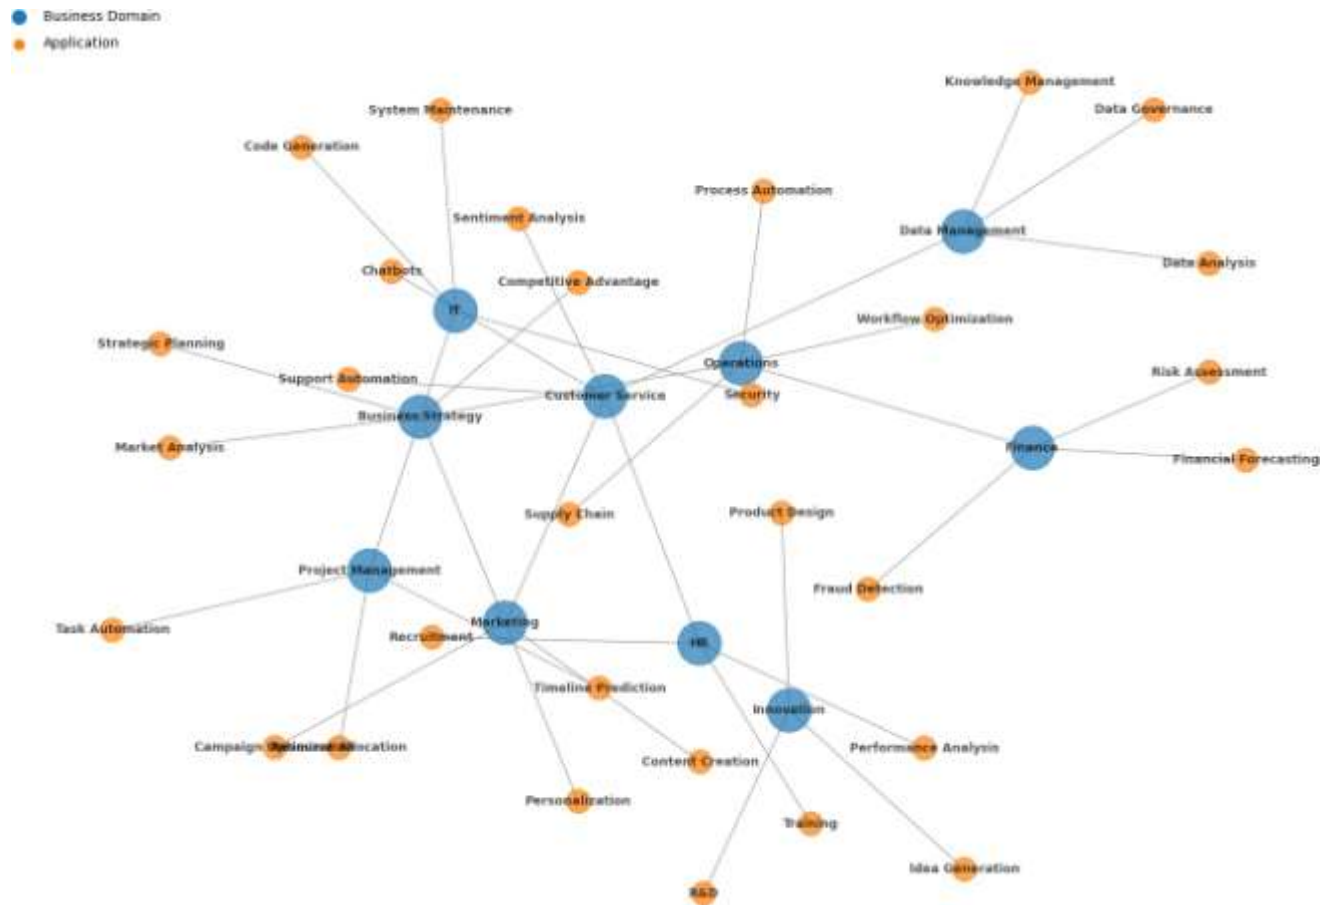 Business Domain
Application
Knowledge Management
Data Governance
System Maintenance
Code Generation
Process Automation
Sentiment Analysis
Data Management
Data Analysis
Chatbots
Competitive Advantage
IT
Workflow Optimization
Strategic Planning
Operations
Risk Assessment
Support Automation
Customer Service
Security
Business Strategy
Market Analysis
Finance
Financial Forecasting
Supply Chain
Product Design
Project Management
Fraud Detection
Marketing
Task Automation
Recruitment
HR
Timeline Prediction
Innovation
Campaign
Allocation
Performance Analysis
Content Creation
Personalization
Training
Idea Generation
R&D